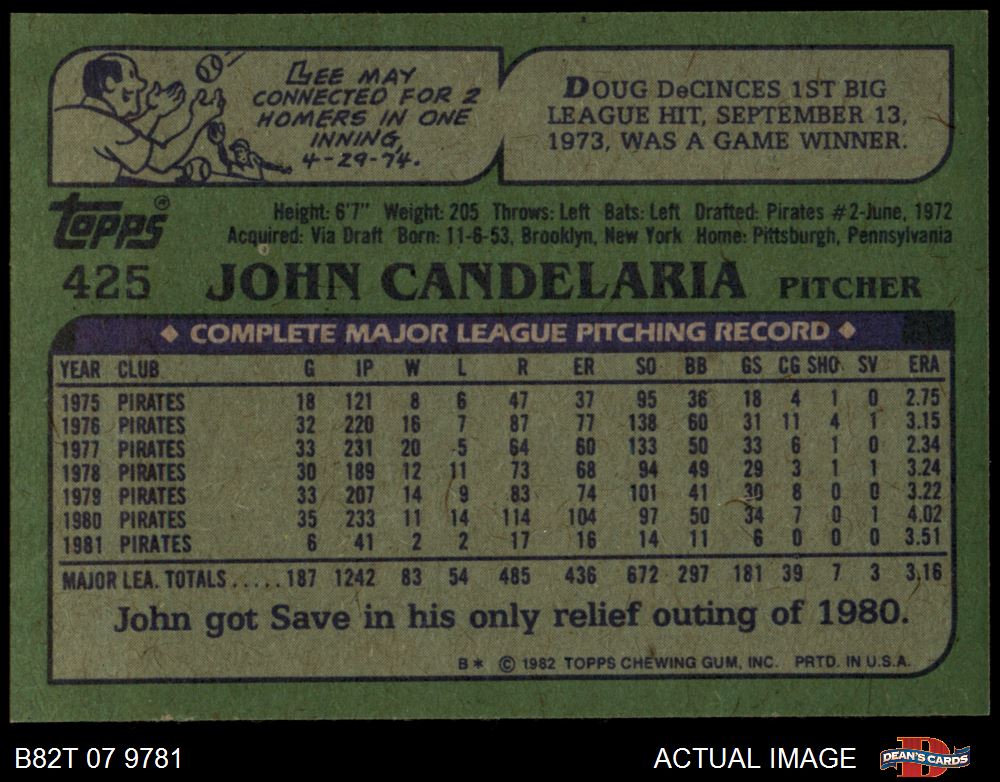 LEE MAY
CONNECTED FOR 2
HOMERS IN ONE
INNING,
4-29-74.
DOUG DeCINCES 1ST BIG
LEAGUE HIT, SEPTEMBER 13,
1973, WAS A GAME WINNER.
TOPPS®
Height: 6'7" Weight: 205 Throws: Left Bats: Left Drafted: Pirates #2-June, 1972
Acquired: Via Draft Born: 11-6-53, Brooklyn, New York Home: Pittsburgh, Pennsylvania
425 JOHN CANDELARIA PITCHER
◆ COMPLETE MAJOR LEAGUE PITCHING RECORD ◆
YEAR CLUB G IP W L R ER SO BB GS CG SHO SV ERA
1975 PIRATES 18 121 8 6 47 37 95 36 18 4 1 0 2.75
1976 PIRATES 32 220 16 7 87 77 138 60 31 11 4 1 3.15
1977 PIRATES 33 231 20 5 64 60 133 50 33 6 1 0 2.34
1978 PIRATES 30 189 12 11 73 68 94 49 29 3 1 1 3.24
1979 PIRATES 33 207 14 9 83 74 101 41 30 8 0 0 3.22
1980 PIRATES 35 233 11 14 114 104 97 50 34 7 0 1 4.02
1981 PIRATES 6 41 2 2 17 16 14 11 6 0 0 0 3.51
MAJOR LEA. TOTALS.....187 1242 83 54 485 436 672 297 181 39 7 3 3.16
John got Save in his only relief outing of 1980.
B* © 1982 TOPPS CHEWING GUM, INC. PRTD. IN U.S.A.
B82T 07 9781 ACTUAL IMAGE DEAN'S CARDS